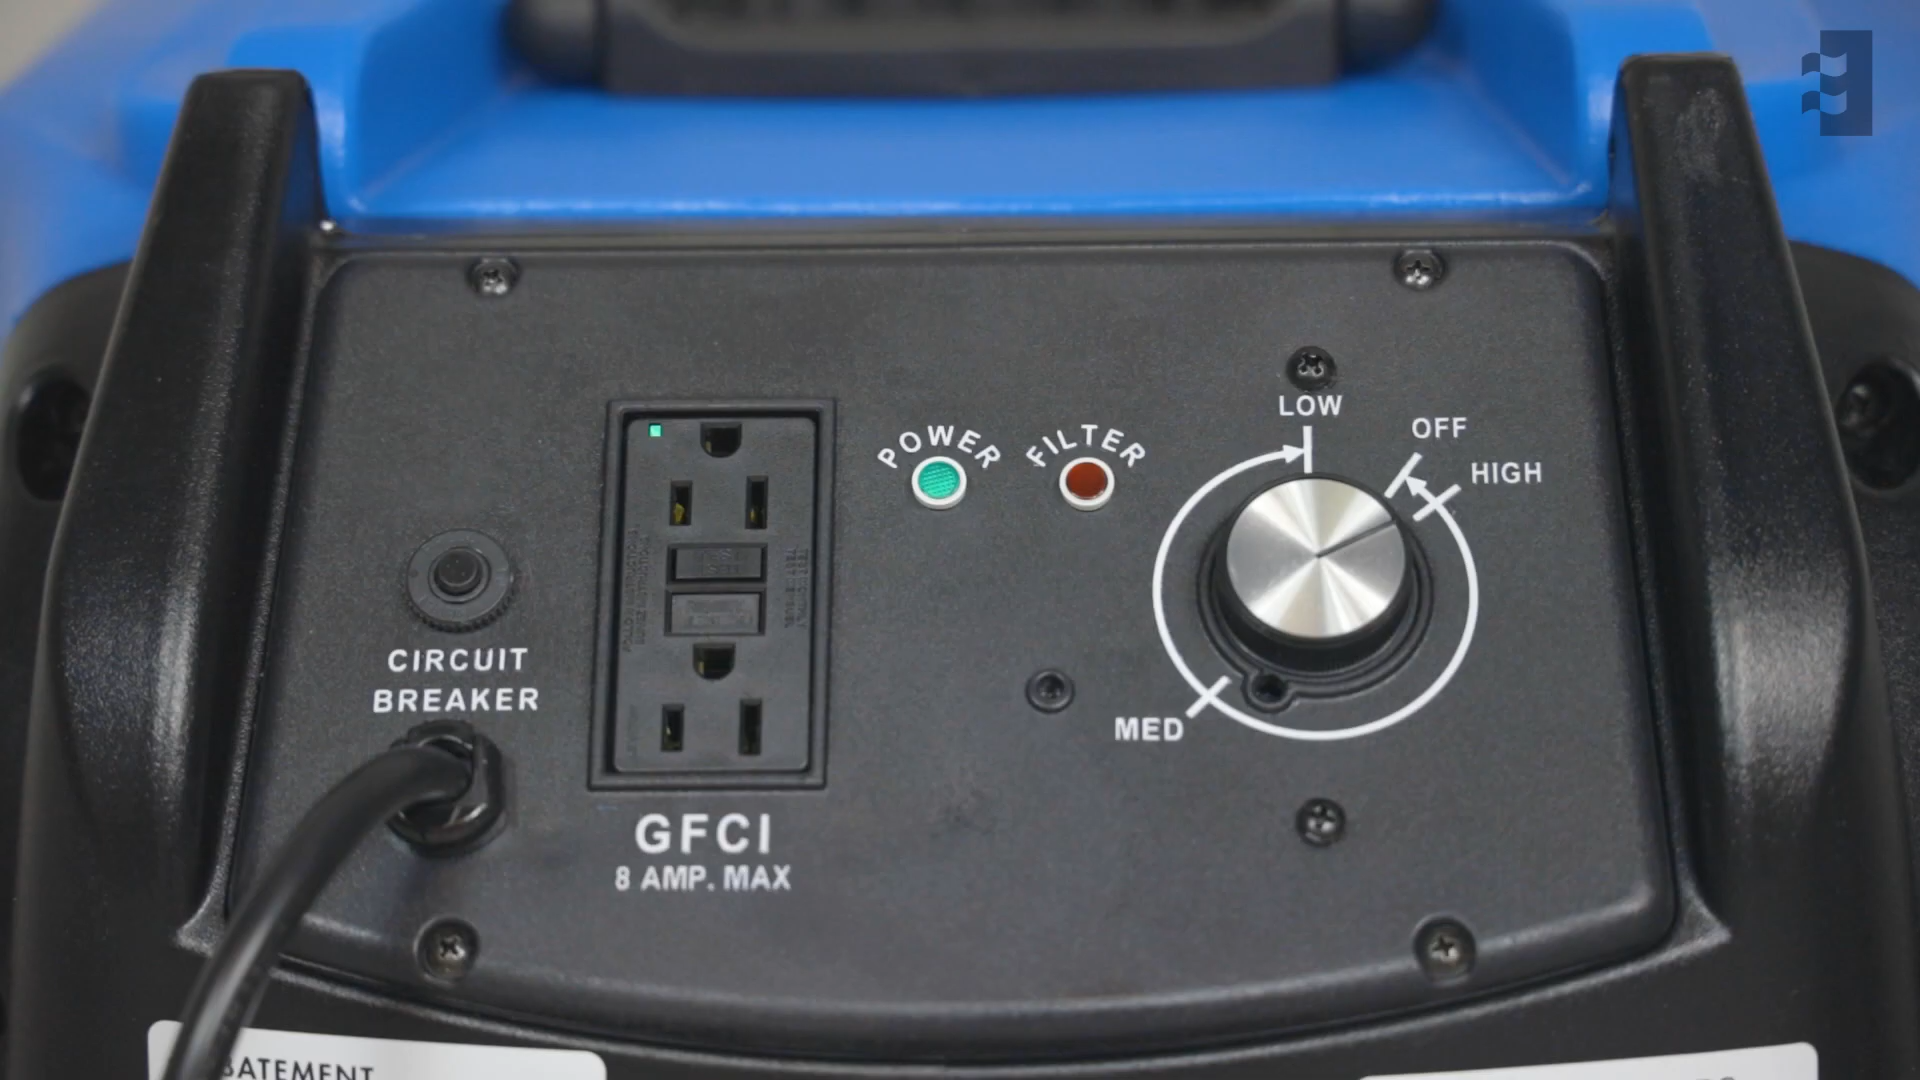 LOW
OFF
HIGH
POWER
FILTER
CIRCUIT
BREAKER
MED
GFCI
8 AMP. MAX
BATEMENT